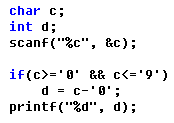 char c;
int d;
scanf("%c", &c);
if(c>='0' && c<='9')
d = c-'0';
printf("%d", d);